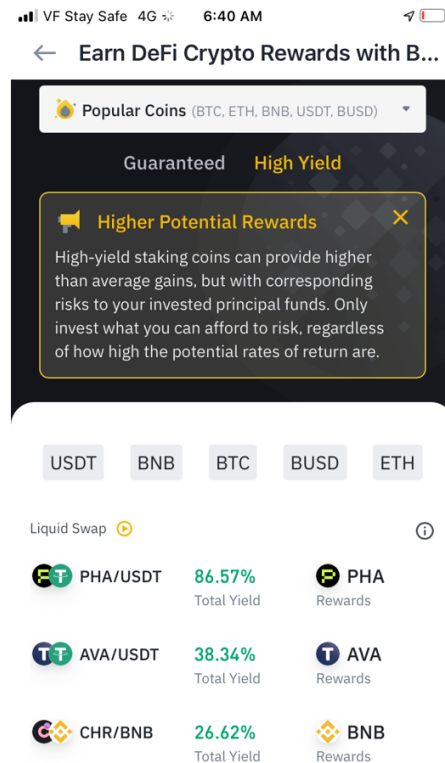 VF Stay Safe 4G 6:40 AM
Earn DeFi Crypto Rewards with B...
Popular Coins (BTC, ETH, BNB, USDT, BUSD)
Guaranteed High Yield
Higher Potential Rewards
High-yield staking coins can provide higher
than average gains, but with corresponding
risks to your invested principal funds. Only
invest what you can afford to risk, regardless
of how high the potential rates of return are.
USDT BNB BTC BUSD ETH
Liquid Swap
PHA/USDT 86.57% PHA
Total Yield Rewards
AVA/USDT 38.34% AVA
Total Yield Rewards
CHR/BNB 26.62% BNB
Total Yield Rewards